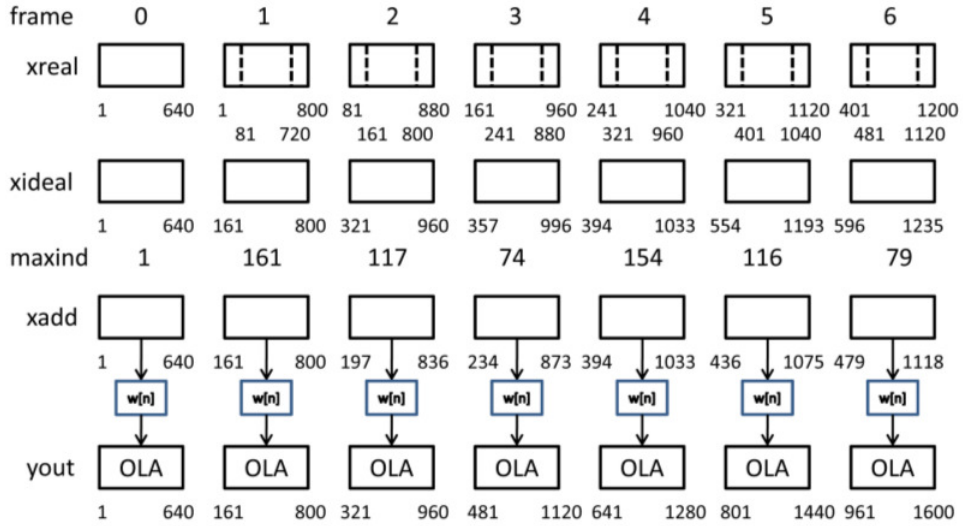 frame 0 1 2 3 4 5 6
xreal
1 640 1 800 81 880 161 960 241 1040 321 1120 401 1200
81 720 161 800 241 880 321 960 401 1040 481 1120
xideal
1 640 161 800 321 960 357 996 394 1033 554 1193 596 1235
maxind 1 161 117 74 154 116 79
xadd
1 640 161 800 197 836 234 873 394 1033 436 1075 479 1118
w[n] w[n] w[n] w[n] w[n] w[n] w[n]
yout OLA OLA OLA OLA OLA OLA OLA
1 640 161 800 321 960 481 1120 641 1280 801 1440 961 1600